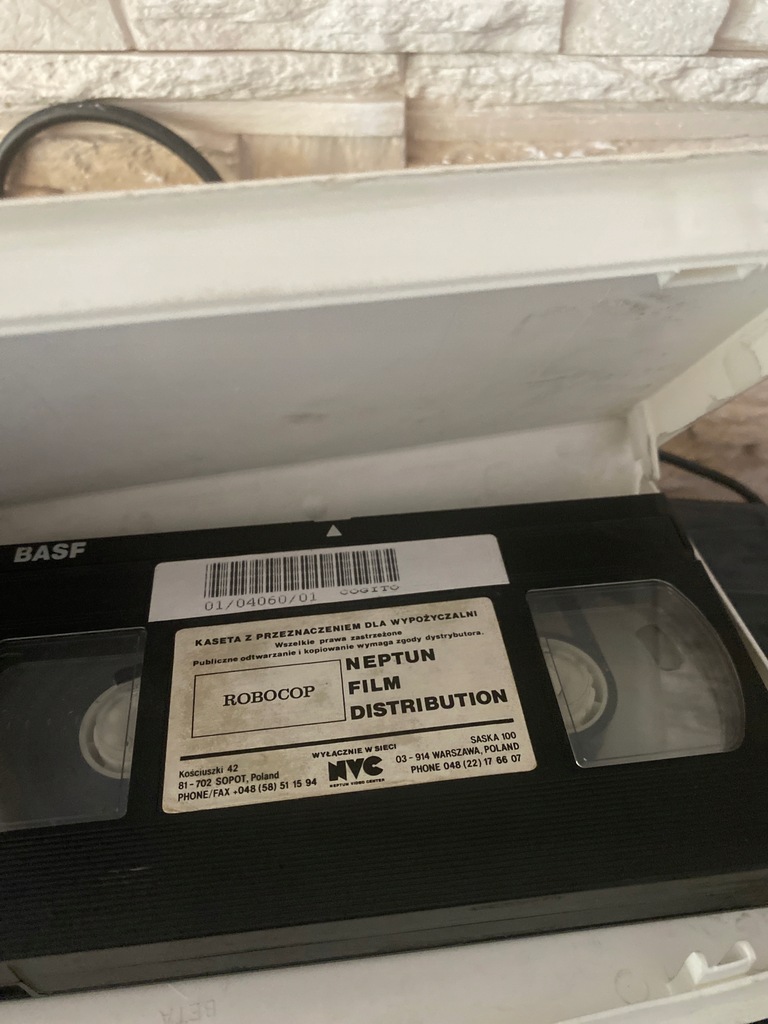 BASF
01/04060/01 COGITO
KASETA Z PRZEZNACZENIEM DLA WYPOŻYCZALNI
Wszelkie prawa zastrzeżone
Publiczne odtwarzanie i kopiowanie wymaga zgody dystrybutora.
ROBOCOP
NEPTUN
FILM
DISTRIBUTION
WYŁĄCZNIE W SIECI
NVC
NEPTUN VIDEO CENTER
Kościuszki 42
81-702 SOPOT, Poland
PHONE/FAX +048 (58) 51 15 94
SASKA 100
03-914 WARSZAWA, POLAND
PHONE 048 (22) 17 66 07
BETA